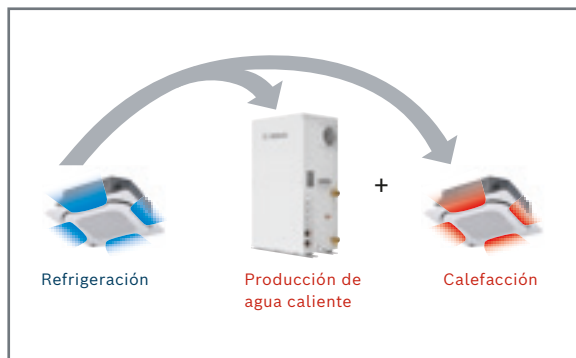 +
Refrigeración
Producción de
agua caliente
Calefacción